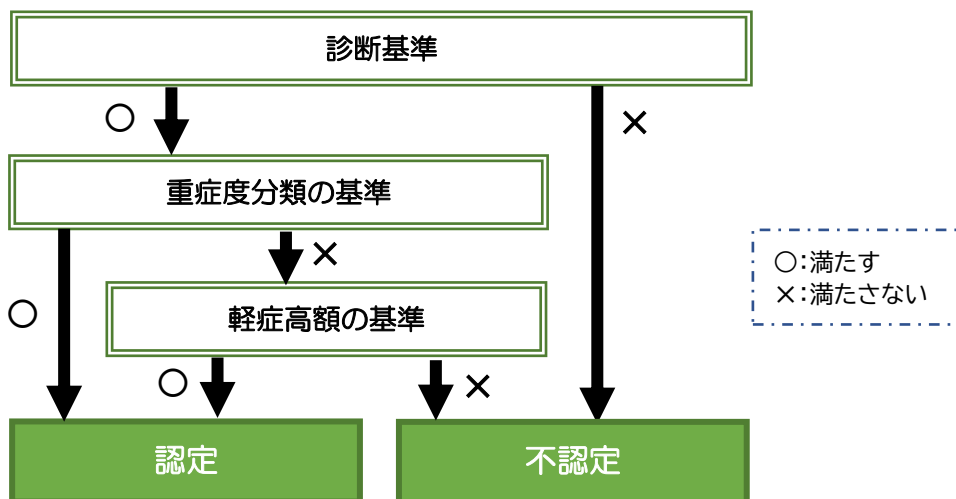 診断基準
○
×
重症度分類の基準
×
○:満たす
×:満たさない
○
軽症高額の基準
○
×
認定
不認定